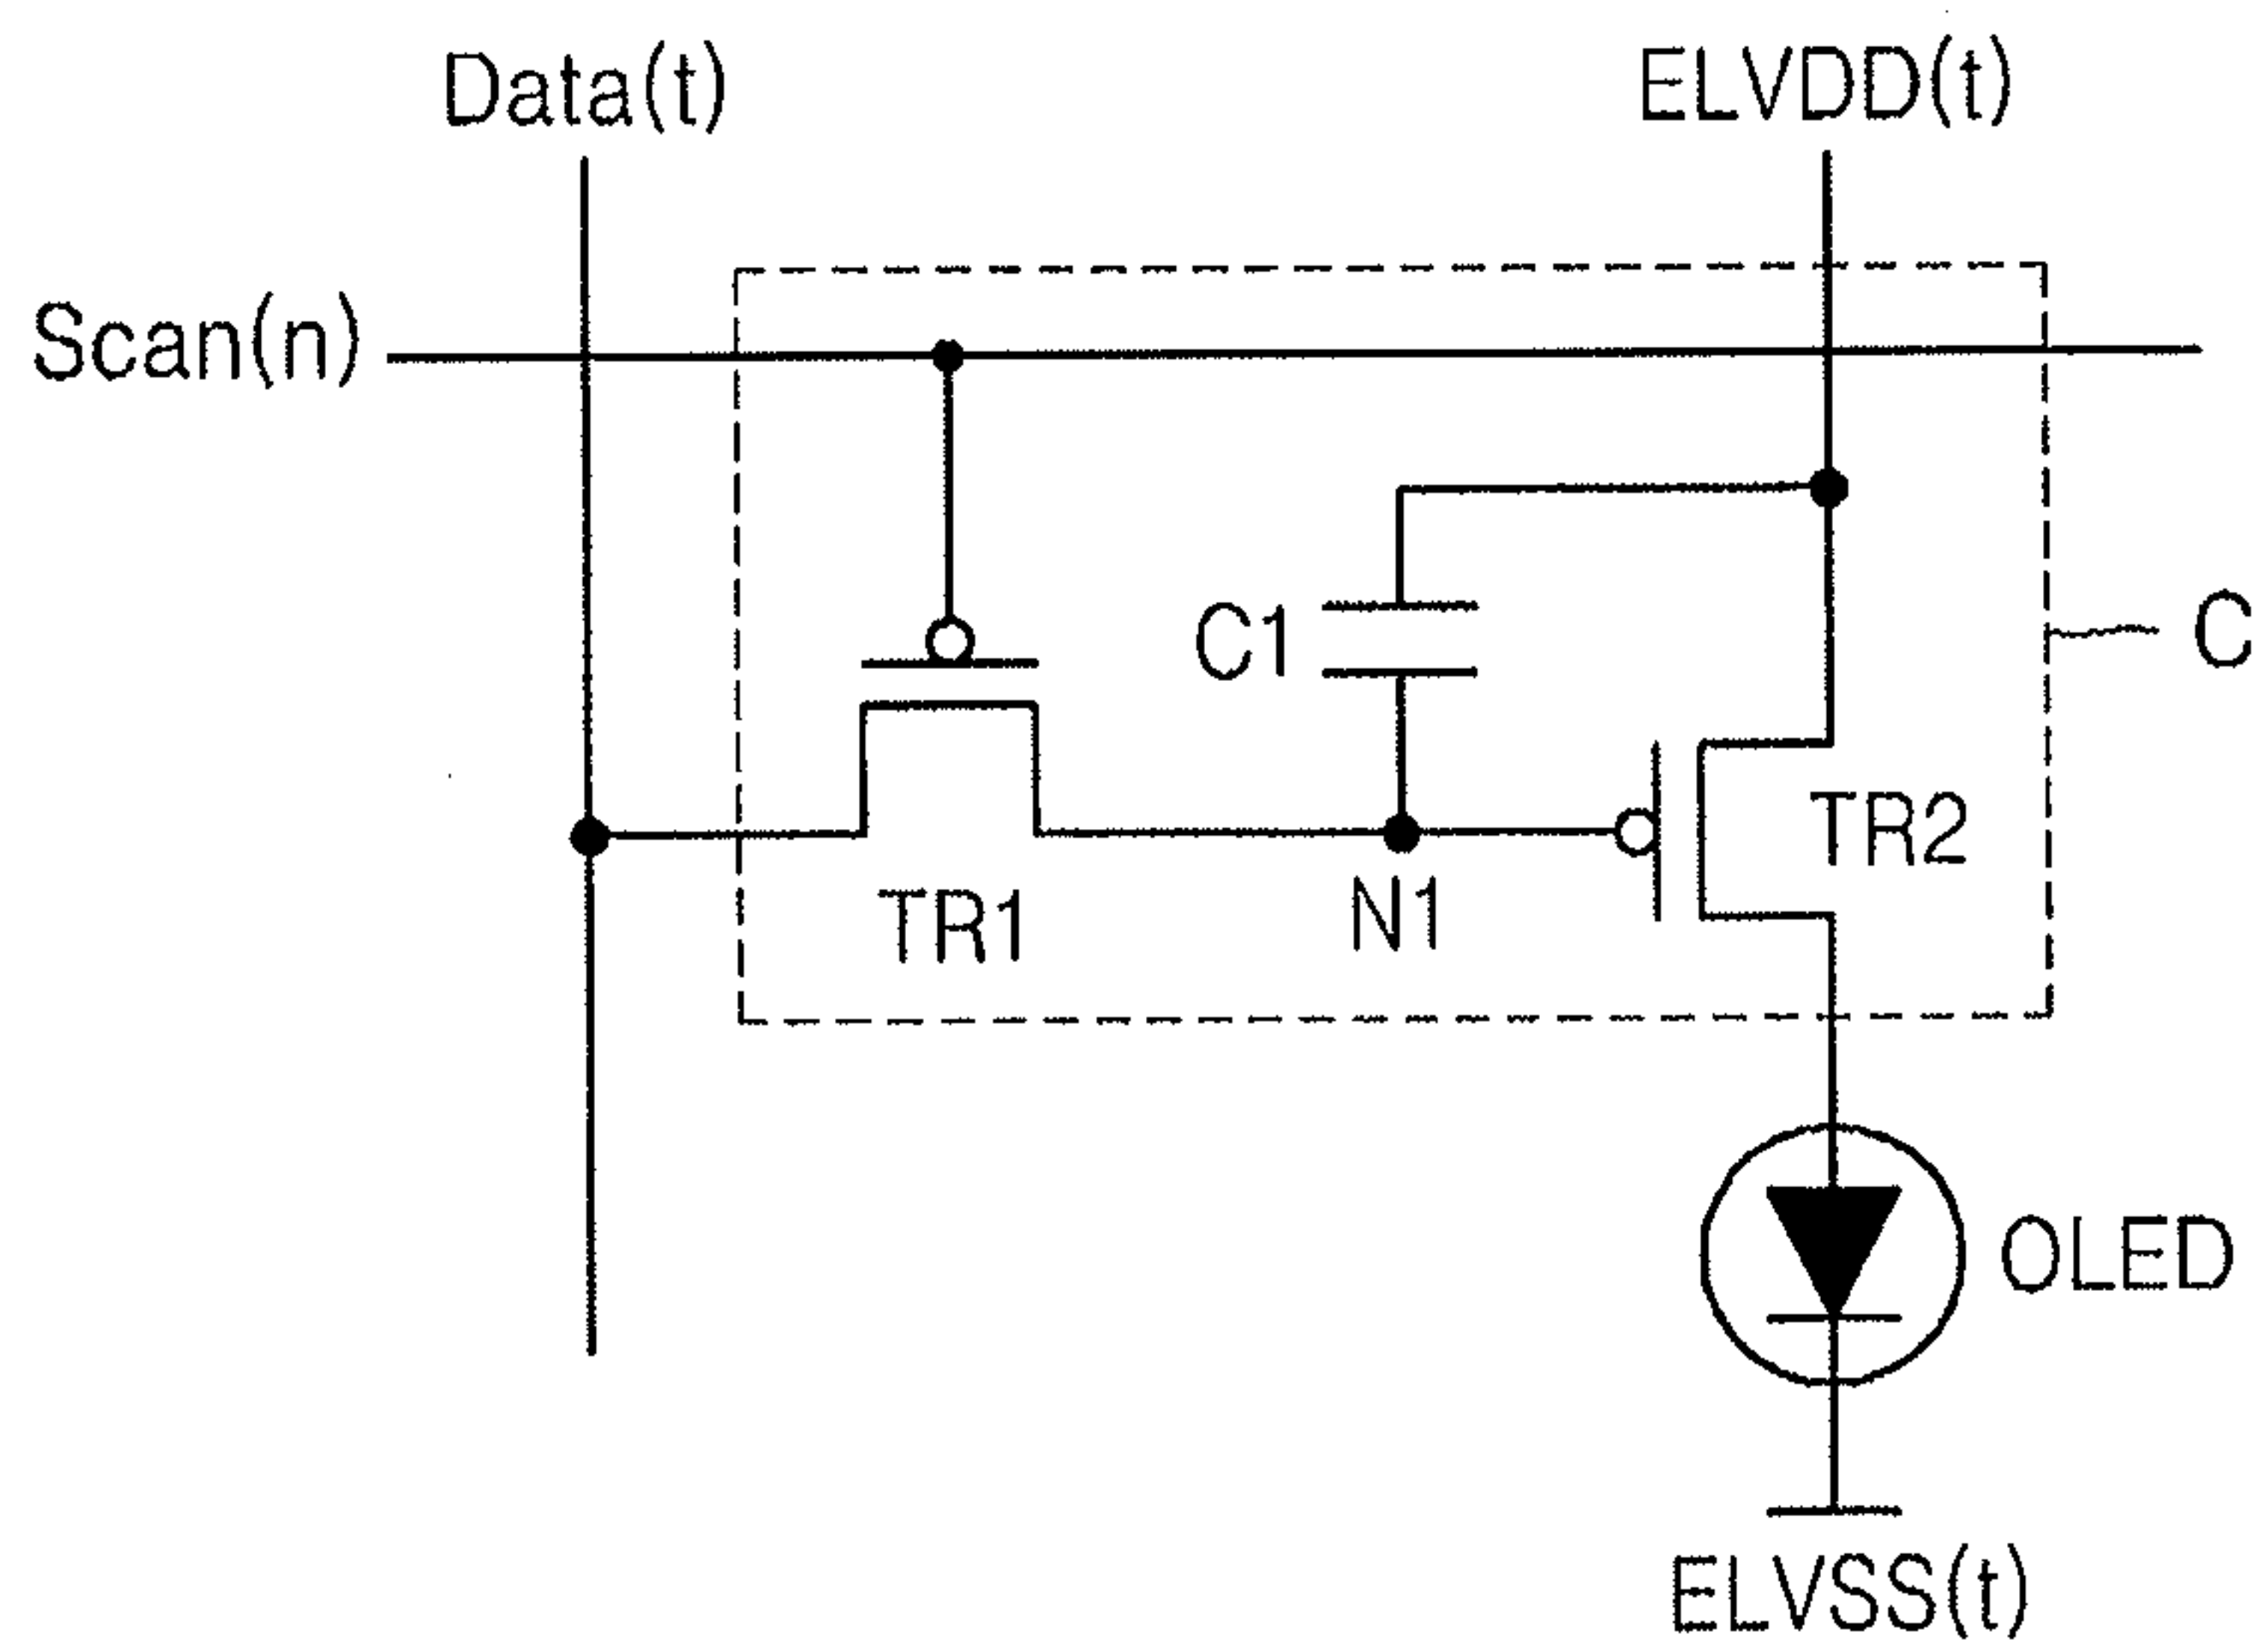 Data(t)
ELVDD(t)
Scan(n)
C1
C
TR2
TR1
N1
OLED
ELVSS(t)